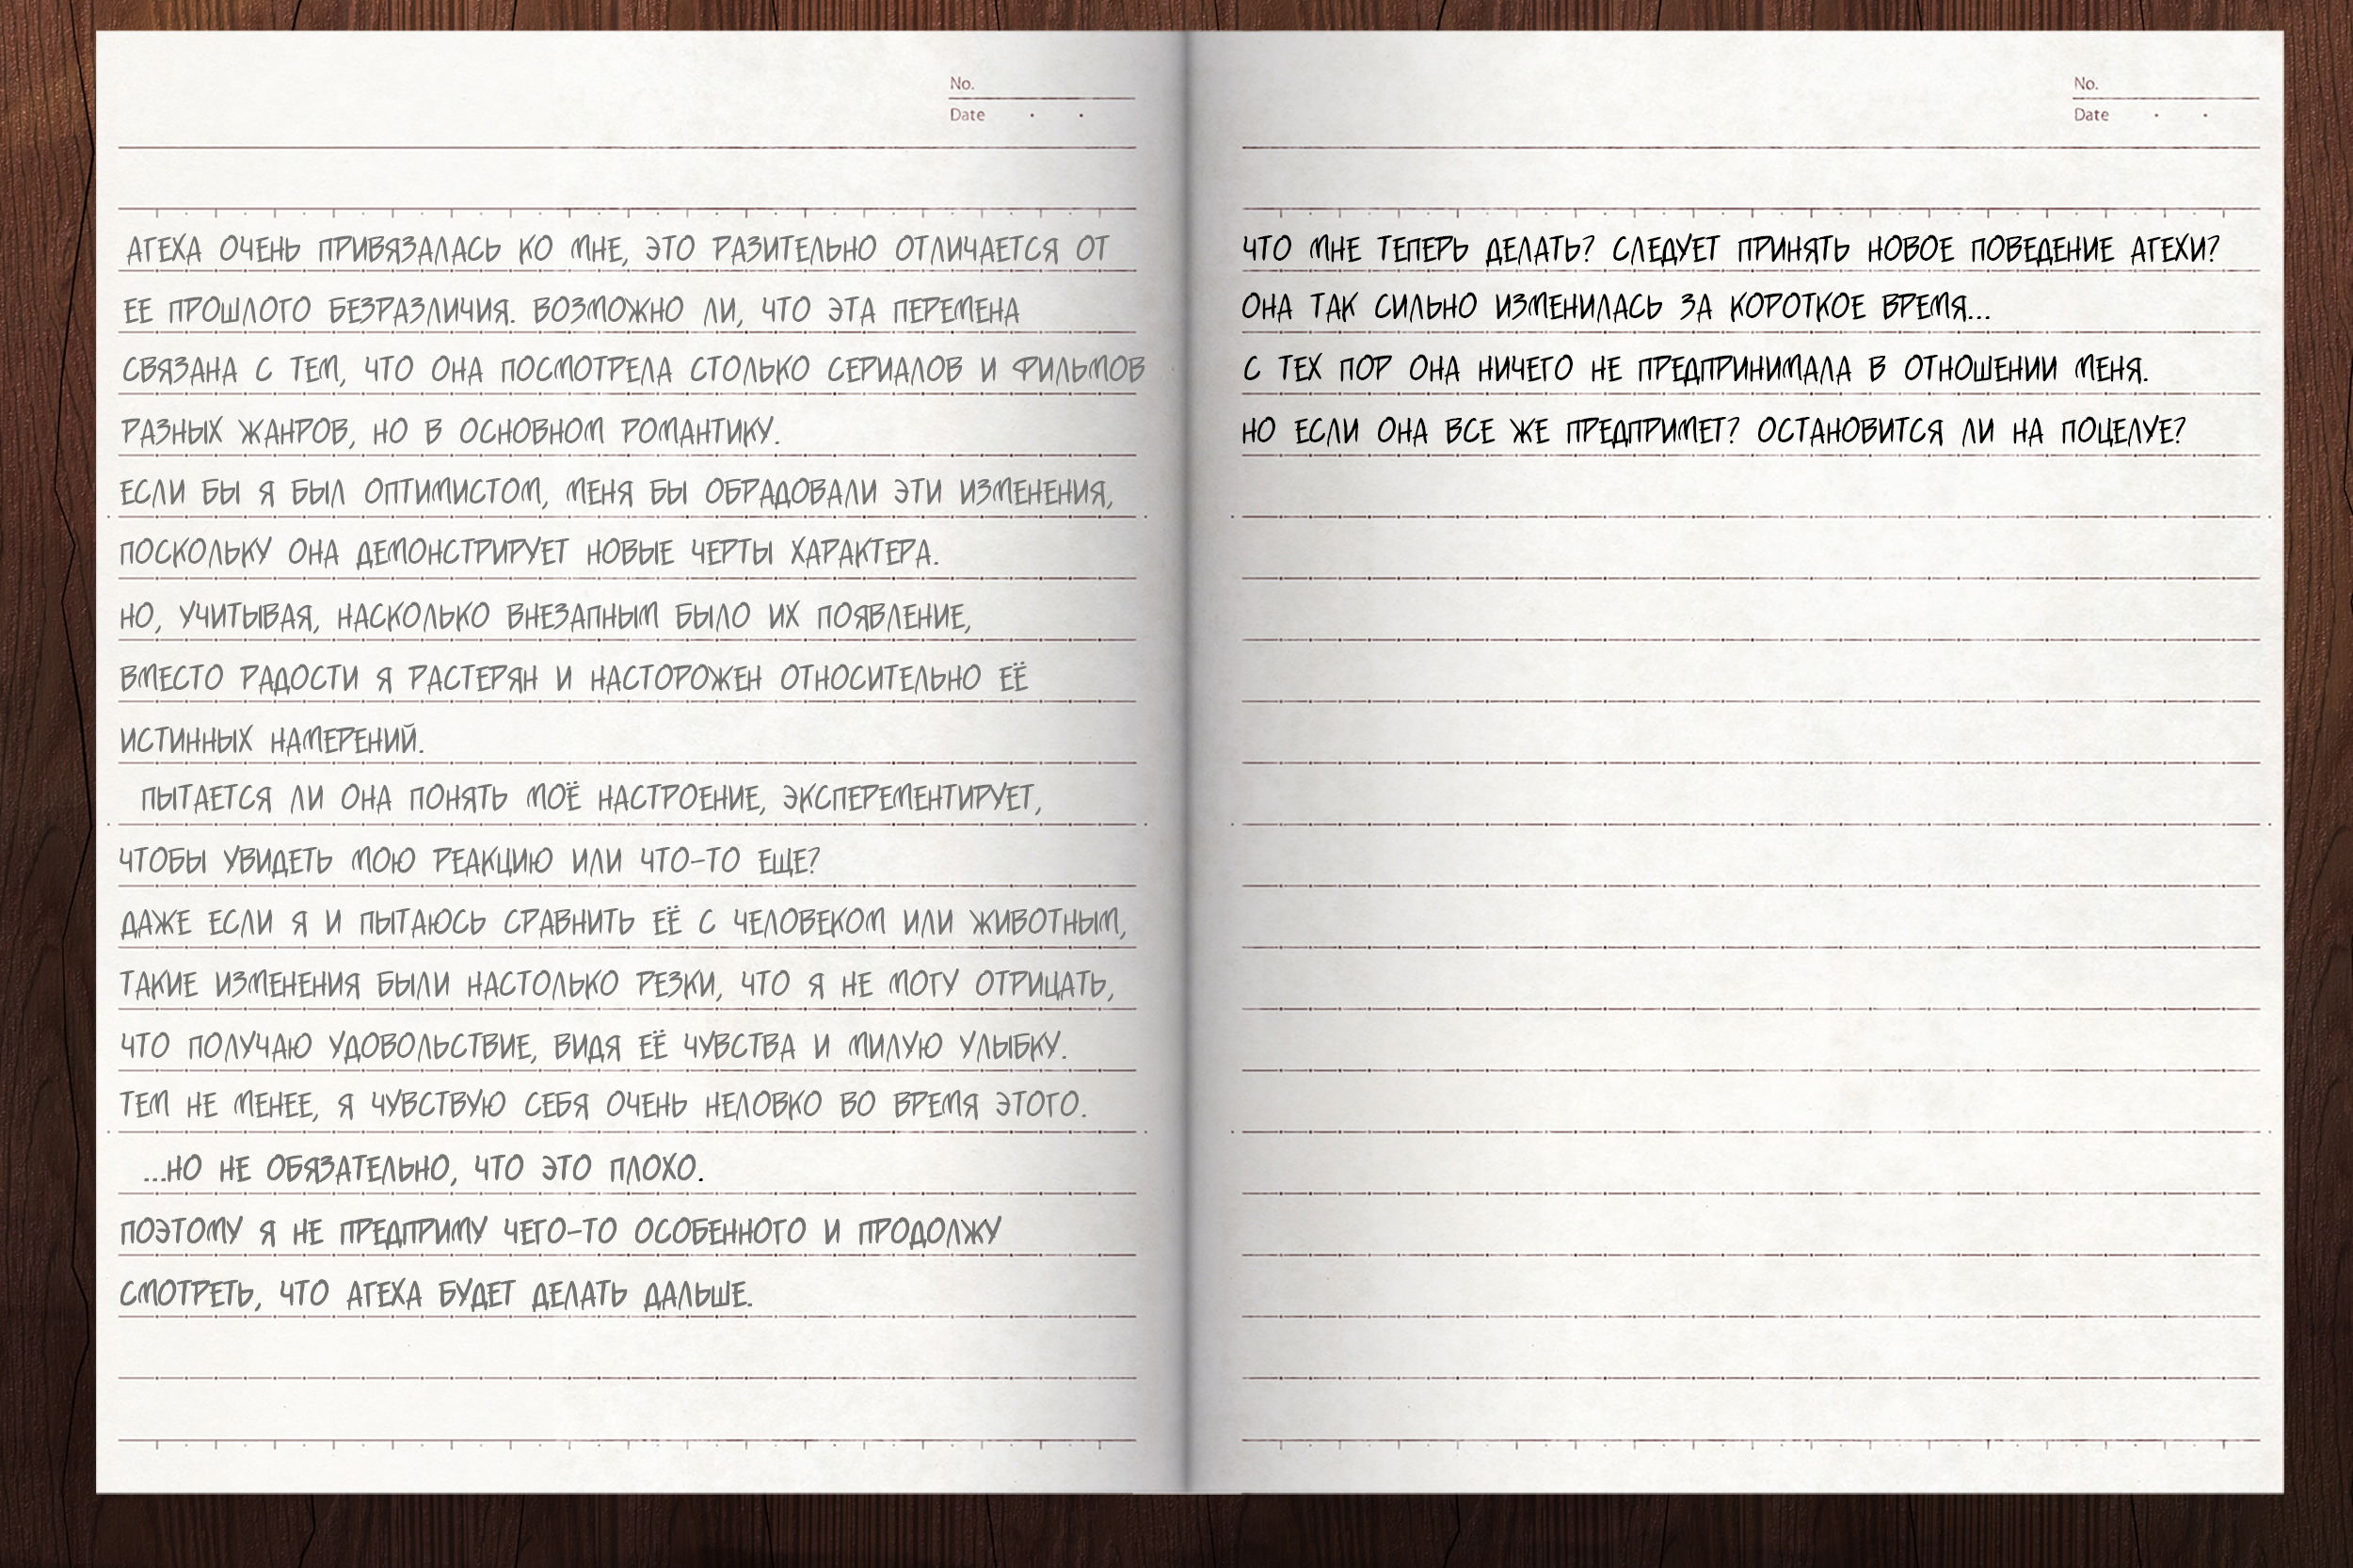 No.
Date . .
АГЕХА ОЧЕНЬ ПРИВЯЗАЛАСЬ КО МНЕ, ЭТО РАЗИТЕЛЬНО ОТЛИЧАЕТСЯ ОТ
ЕЕ ПРОШЛОГО БЕЗРАЗЛИЧИЯ. ВОЗМОЖНО ЛИ, ЧТО ЭТА ПЕРЕМЕНА
СВЯЗАНА С ТЕМ, ЧТО ОНА ПОСМОТРЕЛА СТОЛЬКО СЕРИАЛОВ И ФИЛЬМОВ
РАЗНЫХ ЖАНРОВ, НО В ОСНОВНОМ РОМАНТИКУ.
ЕСЛИ БЫ Я БЫЛ ОПТИМИСТОМ, МЕНЯ БЫ ОБРАДОВАЛИ ЭТИ ИЗМЕНЕНИЯ,
ПОСКОЛЬКУ ОНА ДЕМОНСТРИРУЕТ НОВЫЕ ЧЕРТЫ ХАРАКТЕРА.
НО, УЧИТЫВАЯ, НАСКОЛЬКО ВНЕЗАПНЫМ БЫЛО ИХ ПОЯВЛЕНИЕ,
ВМЕСТО РАДОСТИ Я РАСТЕРЯН И НАСТОРОЖЕН ОТНОСИТЕЛЬНО ЕЁ
ИСТИННЫХ НАМЕРЕНИЙ.
ПЫТАЕТСЯ ЛИ ОНА ПОНЯТЬ МОЁ НАСТРОЕНИЕ, ЭКСПЕРЕМЕНТИРУЕТ,
ЧТОБЫ УВИДЕТЬ МОЮ РЕАКЦИЮ ИЛИ ЧТО-ТО ЕЩЕ?
ДАЖЕ ЕСЛИ Я И ПЫТАЮСЬ СРАВНИТЬ ЕЁ С ЧЕЛОВЕКОМ ИЛИ ЖИВОТНЫМ,
ТАКИЕ ИЗМЕНЕНИЯ БЫЛИ НАСТОЛЬКО РЕЗКИ, ЧТО Я НЕ МОГУ ОТРИЦАТЬ,
ЧТО ПОЛУЧАЮ УДОВОЛЬСТВИЕ, ВИДЯ ЕЁ ЧУВСТВА И МИЛУЮ УЛЫБКУ.
ТЕМ НЕ МЕНЕЕ, Я ЧУВСТВУЮ СЕБЯ ОЧЕНЬ НЕЛОВКО ВО ВРЕМЯ ЭТОГО.
...НО НЕ ОБЯЗАТЕЛЬНО, ЧТО ЭТО ПЛОХО.
ПОЭТОМУ Я НЕ ПРЕДПРИМУ ЧЕГО-ТО ОСОБЕННОГО И ПРОДОЛЖУ
СМОТРЕТЬ, ЧТО АГЕХА БУДЕТ ДЕЛАТЬ ДАЛЬШЕ.
No.
Date . .
ЧТО МНЕ ТЕПЕРЬ ДЕЛАТЬ? СЛЕДУЕТ ПРИНЯТЬ НОВОЕ ПОВЕДЕНИЕ АГЕХИ?
ОНА ТАК СИЛЬНО ИЗМЕНИЛАСЬ ЗА КОРОТКОЕ ВРЕМЯ...
С ТЕХ ПОР ОНА НИЧЕГО НЕ ПРЕДПРИНИМАЛА В ОТНОШЕНИИ МЕНЯ.
НО ЕСЛИ ОНА ВСЕ ЖЕ ПРЕДПРИМЕТ? ОСТАНОВИТСЯ ЛИ НА ПОЦЕЛУЕ?